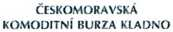 ČESKOMORAVSKÁ
KOMODITNÍ BURZA KLADNO